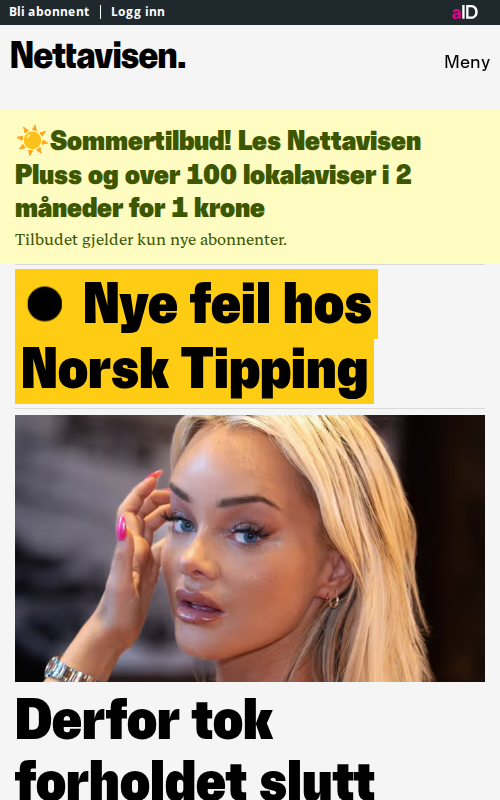 Bli abonnent | Logg inn
aID
Nettavisen.
Meny
☀️Sommertilbud! Les Nettavisen
Pluss og over 100 lokalaviser i 2
måneder for 1 krone
Tilbudet gjelder kun nye abonnenter.
● Nye feil hos
Norsk Tipping
Derfor tok
forholdet slutt